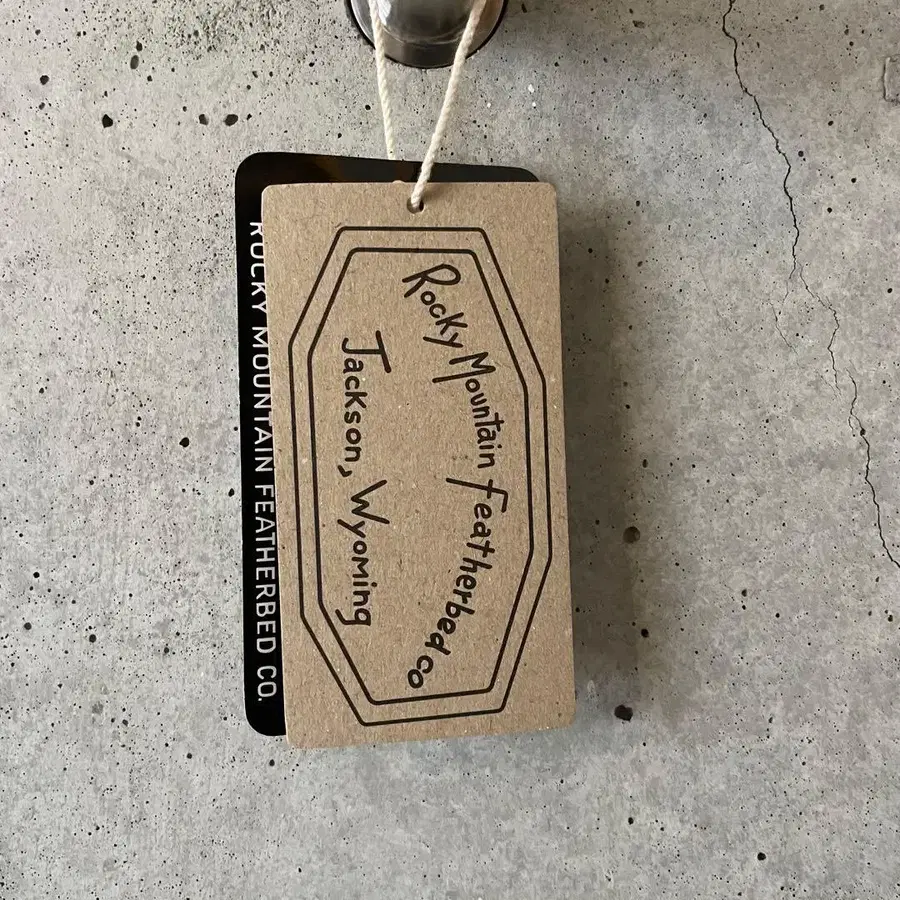 Rocky Mountain Featherbed co
Jackson, Wyoming
ROCKY MOUNTAIN FEATHERBED CO.